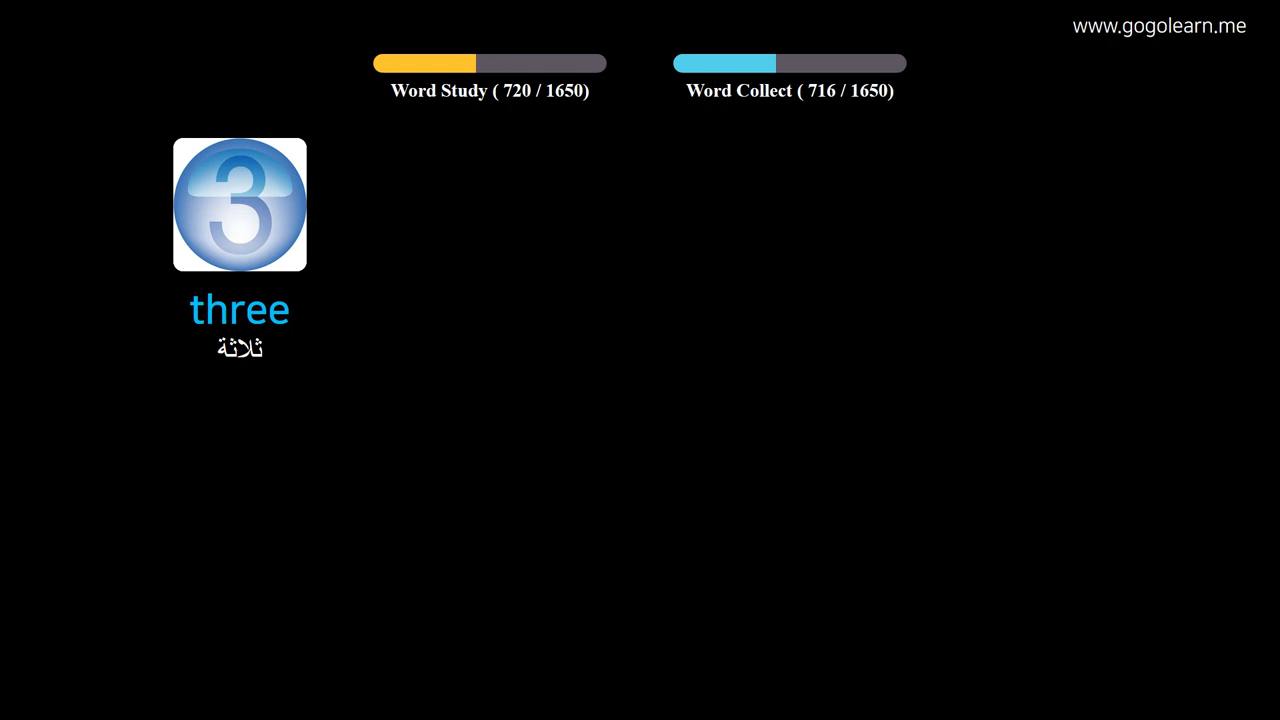 www.gogolearn.me
Word Study ( 720 / 1650)
Word Collect ( 716 / 1650)
3
three
ثلاثة